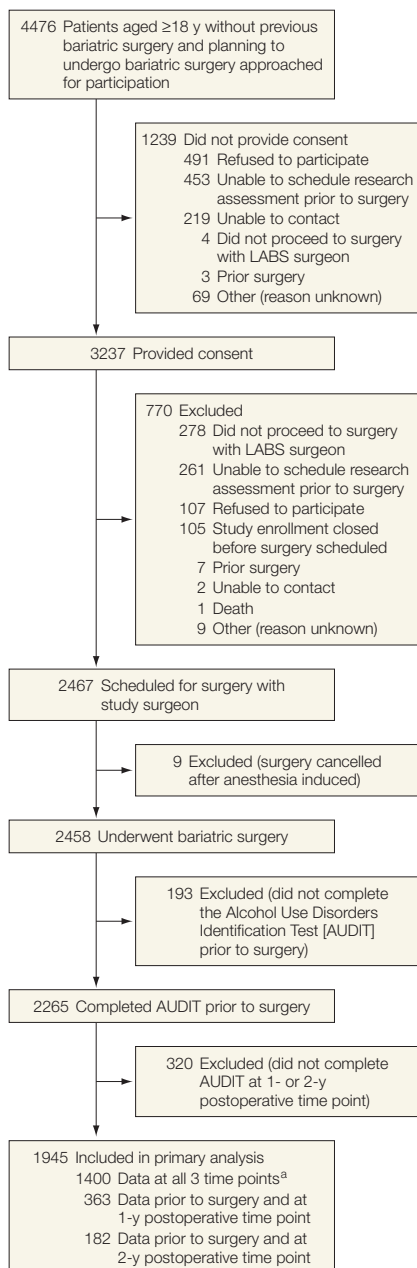 4476 Patients aged ≥18 y without previous
bariatric surgery and planning to
undergo bariatric surgery approached
for participation
1239 Did not provide consent
491 Refused to participate
453 Unable to schedule research
assessment prior to surgery
219 Unable to contact
4 Did not proceed to surgery
with LABS surgeon
3 Prior surgery
69 Other (reason unknown)
3237 Provided consent
770 Excluded
278 Did not proceed to surgery
with LABS surgeon
261 Unable to schedule research
assessment prior to surgery
107 Refused to participate
105 Study enrollment closed
before surgery scheduled
7 Prior surgery
2 Unable to contact
1 Death
9 Other (reason unknown)
2467 Scheduled for surgery with
study surgeon
9 Excluded (surgery cancelled
after anesthesia induced)
2458 Underwent bariatric surgery
193 Excluded (did not complete
the Alcohol Use Disorders
Identification Test [AUDIT]
prior to surgery)
2265 Completed AUDIT prior to surgery
320 Excluded (did not complete
AUDIT at 1- or 2-y
postoperative time point)
1945 Included in primary analysis
1400 Data at all 3 time pointsa
363 Data prior to surgery and at
1-y postoperative time point
182 Data prior to surgery and at
2-y postoperative time point